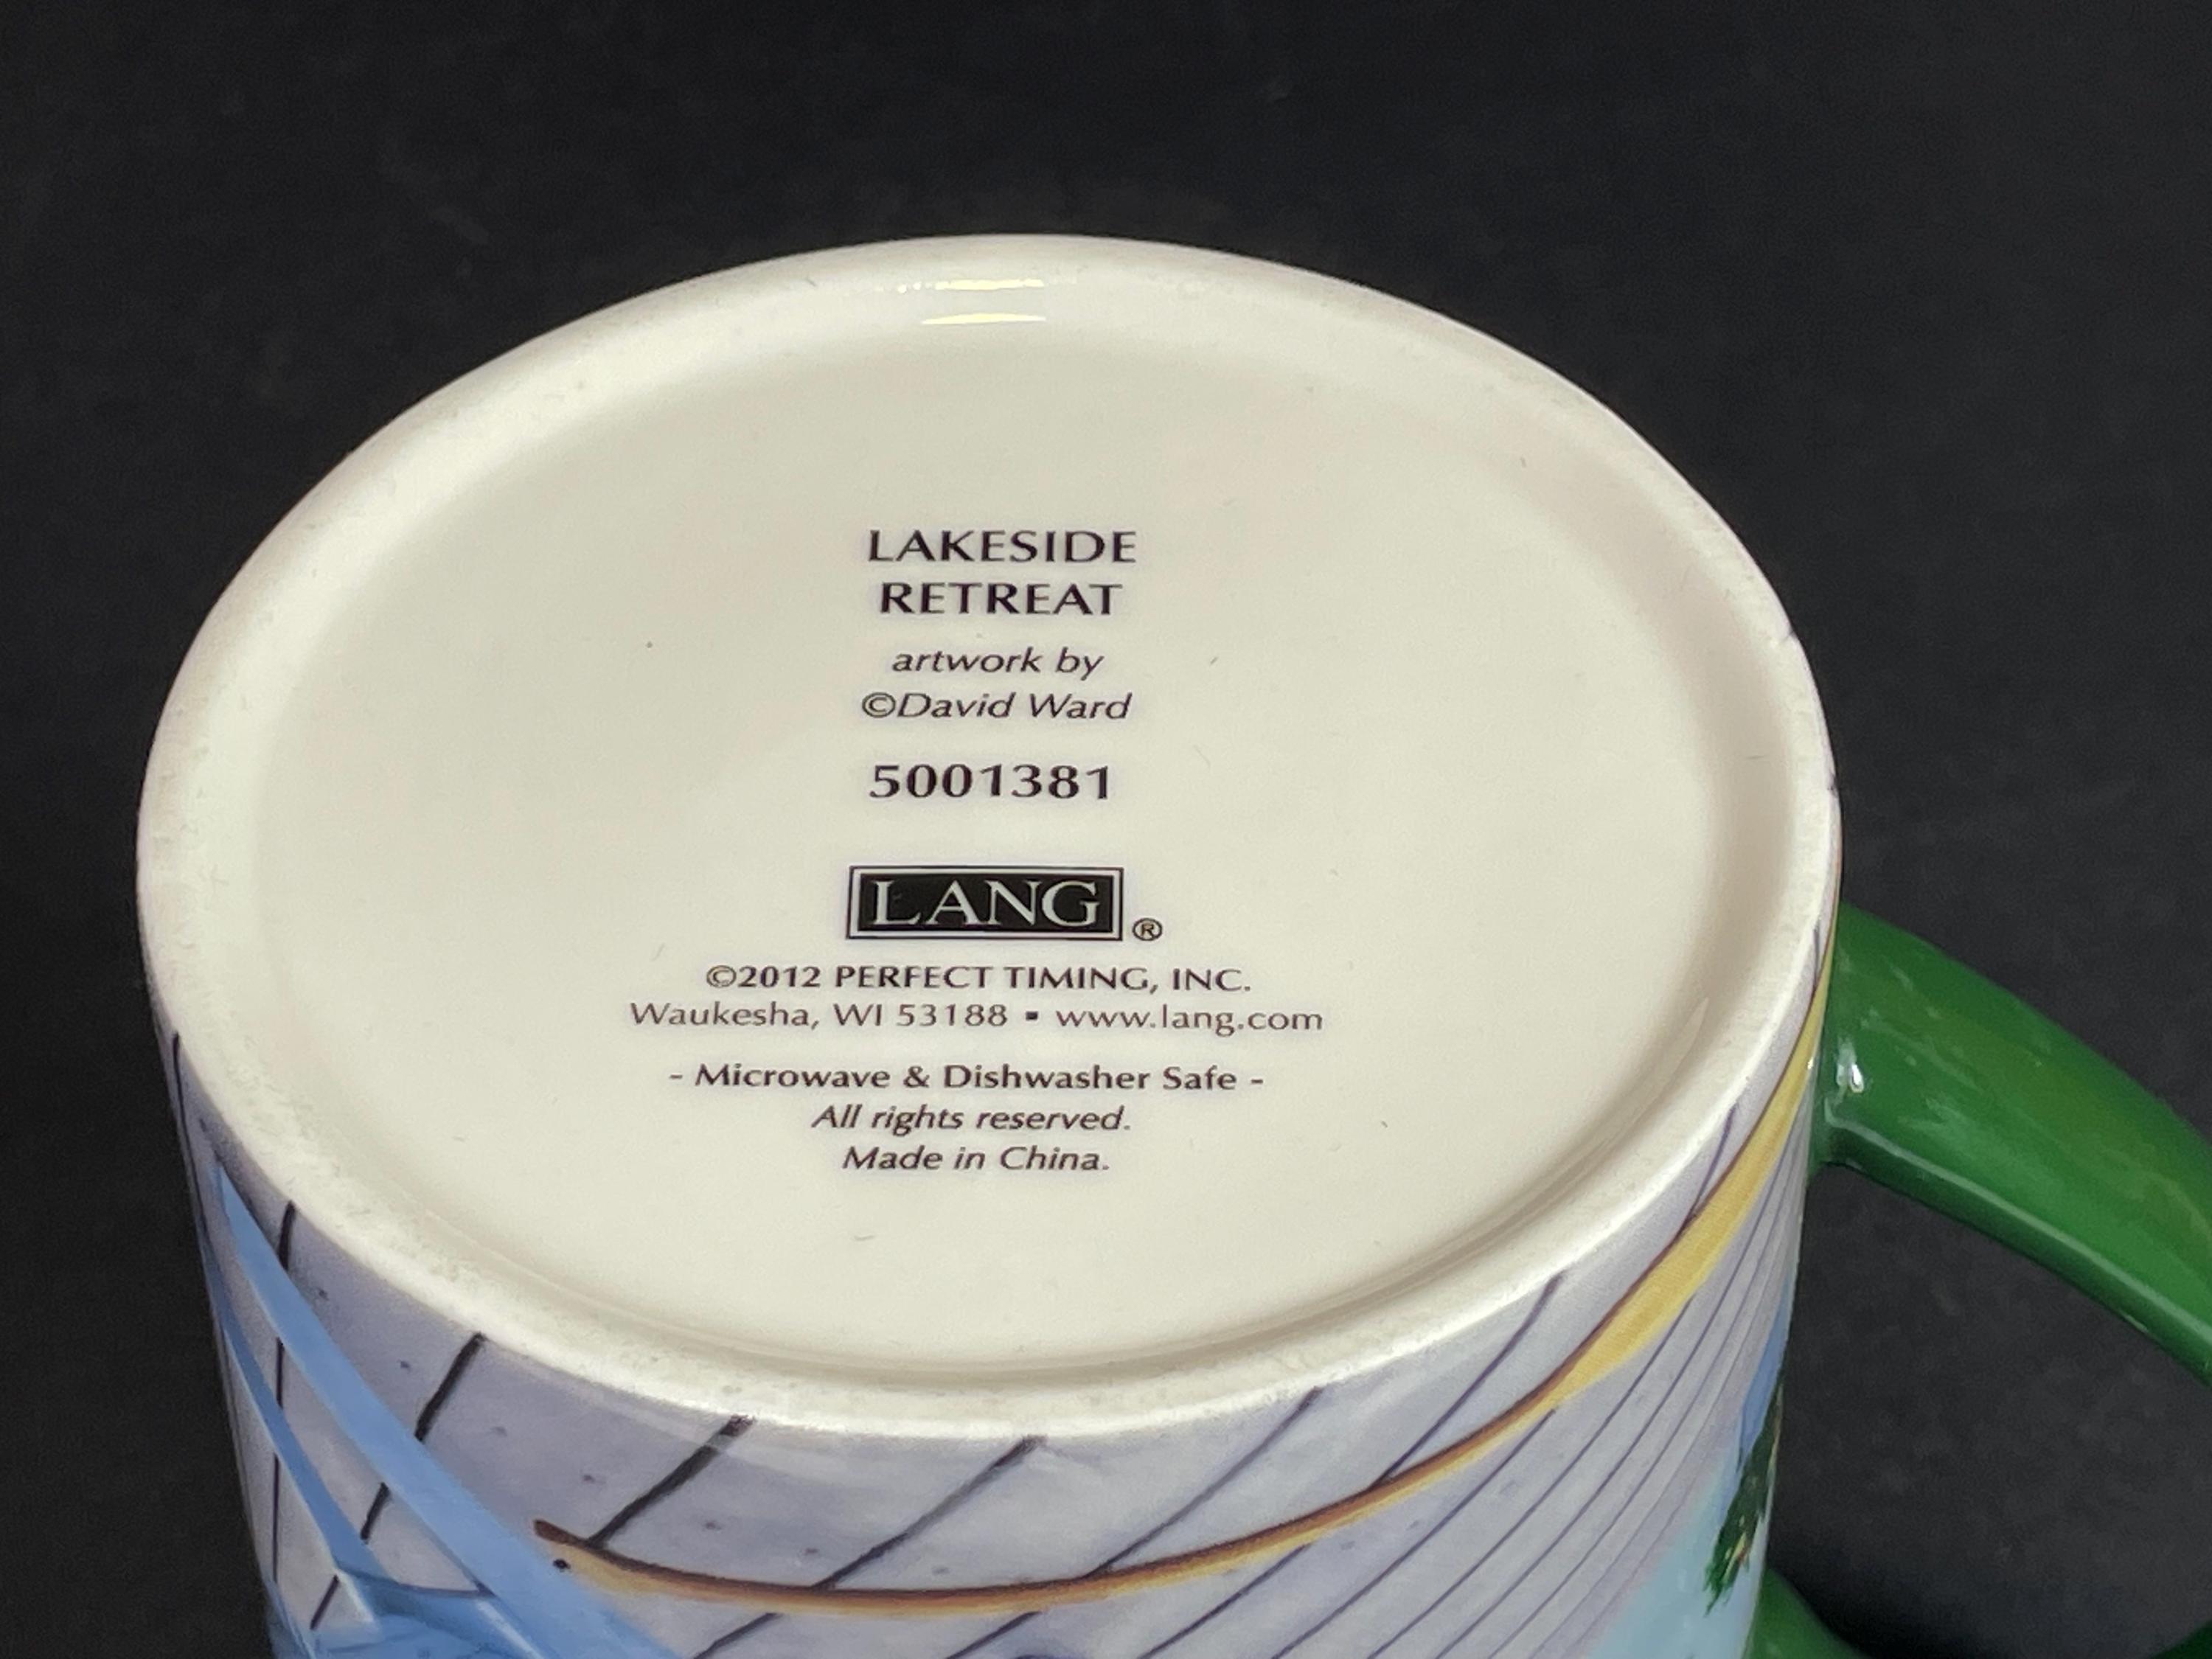 LAKESIDE
RETREAT
artwork by
©David Ward
5001381
LANG®
©2012 PERFECT TIMING, INC.
Waukesha, WI 53188 ▪ www.lang.com
- Microwave & Dishwasher Safe -
All rights reserved.
Made in China.